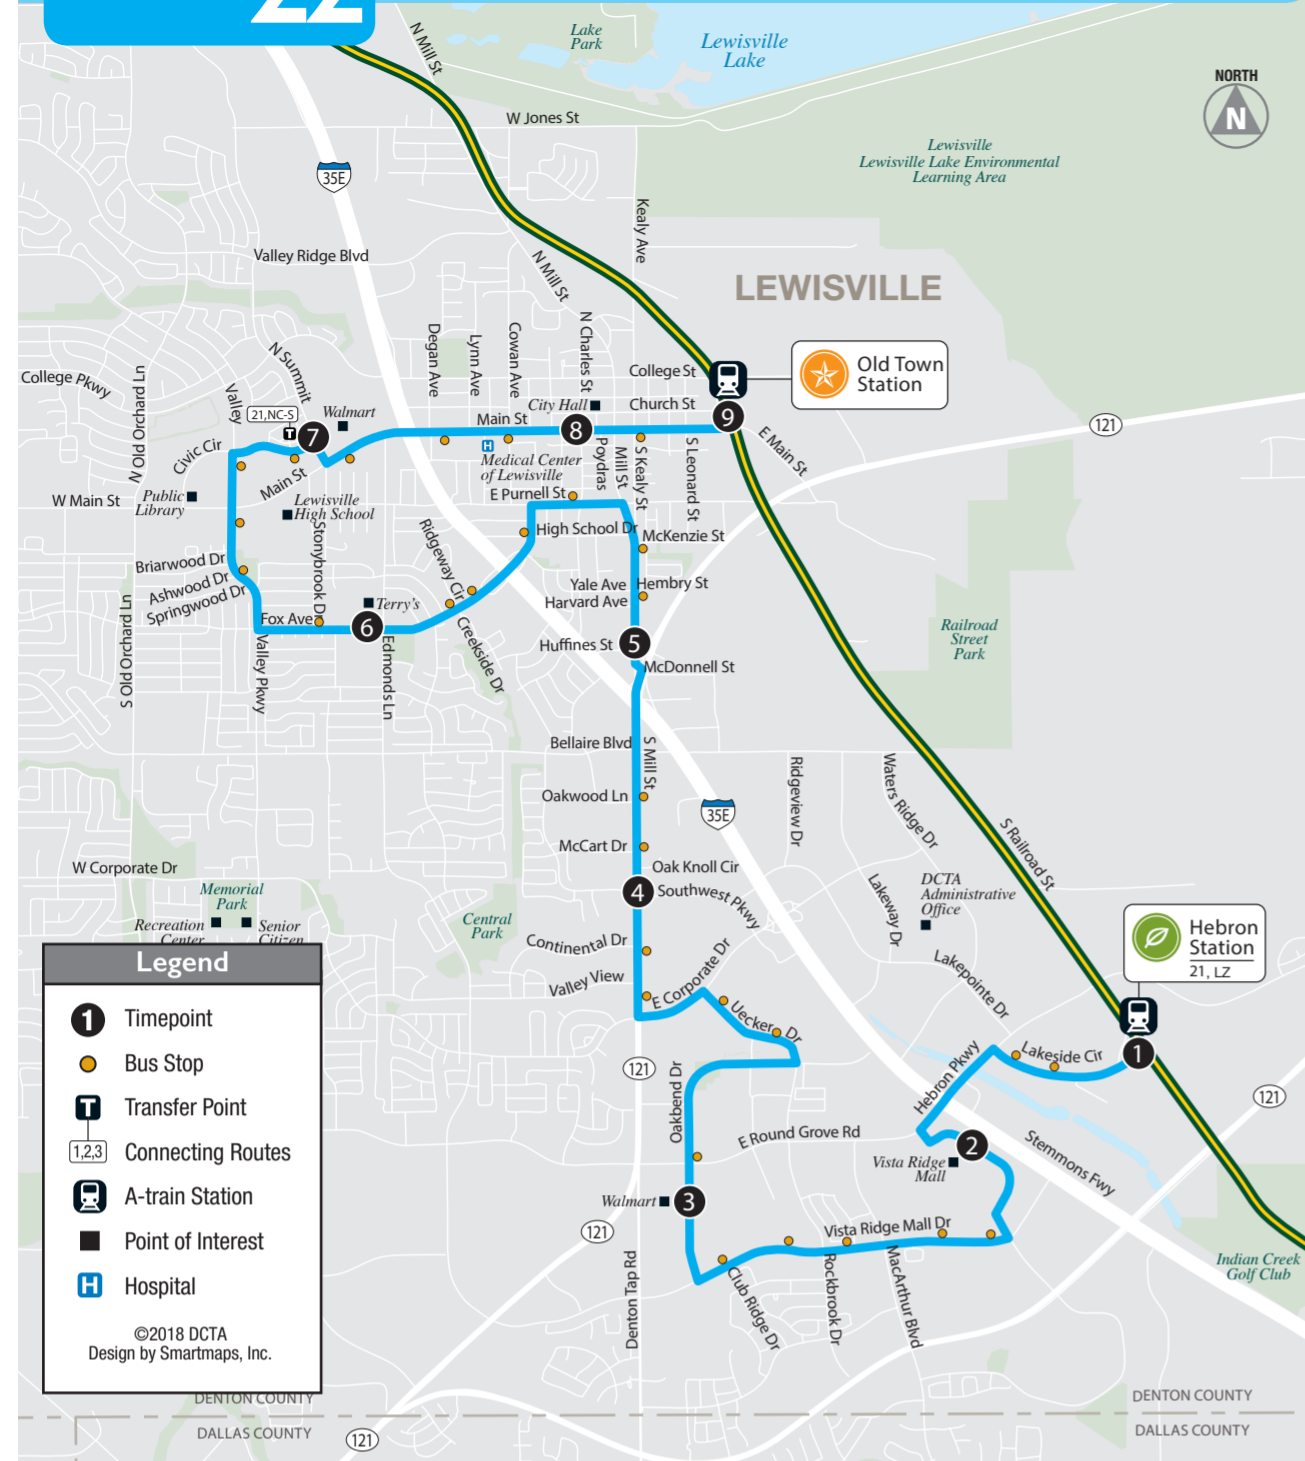 22
N Mill St
Lake
Park
Lewisville
Lake
NORTH
N
W Jones St
Lewisville
Lewisville Lake Environmental
Learning Area
35E
Kealy Ave
Valley Ridge Blvd
N Mill St
LEWISVILLE
N Summit
Degan Ave
Lynn Ave
Cowan Ave
N Charles St
College St
Old Town
Station
College Pkwy
N Old Orchard Ln
Valley
21,NC-S
T
Walmart
City Hall
Church St
Main St
7
8
9
121
E Main St
Civic Cir
H
Medical Center
of Lewisville
Poydras
Mill St
S Kealy St
S Leonard St
Main St
W Main St
Public
Library
Lewisville
High School
E Purnell St
High School Dr
McKenzie St
Stonybrook Dr
Ridgeway Cir
Briarwood Dr
Ashwood Dr
Springwood Dr
Yale Ave
Hembry St
Harvard Ave
Terry's
Fox Ave
6
Creekside Dr
Huffines St
5
McDonnell St
Railroad
Street
Park
S Old Orchard Ln
Valley Pkwy
Edmonds Ln
Bellaire Blvd
S Mill St
Ridgeview Dr
Waters Ridge Dr
Oakwood Ln
35E
McCart Dr
S Railroad St
W Corporate Dr
Oak Knoll Cir
4
Southwest Pkwy
Lakeway Dr
DCTA
Administrative
Office
Memorial
Park
Recreation
Center
Senior
Citizen
Central
Park
Continental Dr
Valley View
E Corporate Dr
Lakepointe Dr
Hebron
Station
21, LZ
Uecker Dr
Lakeside Cir
1
Hebron Pkwy
121
121
Oakbend Dr
E Round Grove Rd
2
Vista Ridge
Mall
Stemmons Fwy
Walmart
3
121
Vista Ridge Mall Dr
Denton Tap Rd
Club Ridge Dr
Rockbrook Dr
MacArthur Blvd
Indian Creek
Golf Club
Legend
1 Timepoint
Bus Stop
T Transfer Point
1,2,3 Connecting Routes
A-train Station
Point of Interest
H Hospital
©2018 DCTA
Design by Smartmaps, Inc.
DENTON COUNTY
DALLAS COUNTY
121
DENTON COUNTY
DALLAS COUNTY